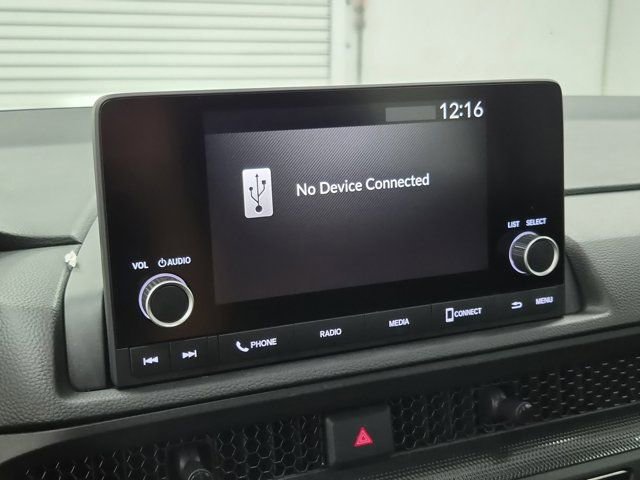 12:16
No Device Connected
LIST SELECT
VOL AUDIO
PHONE
RADIO
MEDIA
CONNECT
MENU